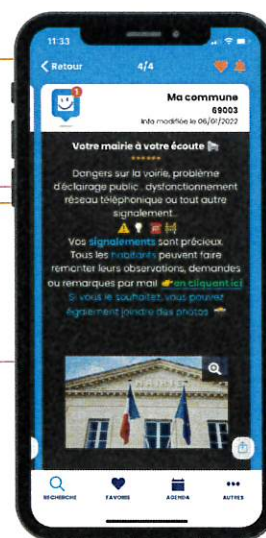 11:33
Retour
4/4
1
Ma commune
69003
Info modifiée le 06/01/2022
Votre mairie à votre écoute
Dangers sur la voirie, problème
d'éclairage public, dysfonctionnement
réseau téléphonique ou tout autre
signalement...
Vos signalements sont précieux.
Tous les habitants peuvent faire
remonter leurs observations, demandes
ou remarques par mail en cliquant ici
Si vous le souhaitez, vous pouvez
également joindre des photos
RECHERCHE
FAVORIS
AGENDA
AUTRES